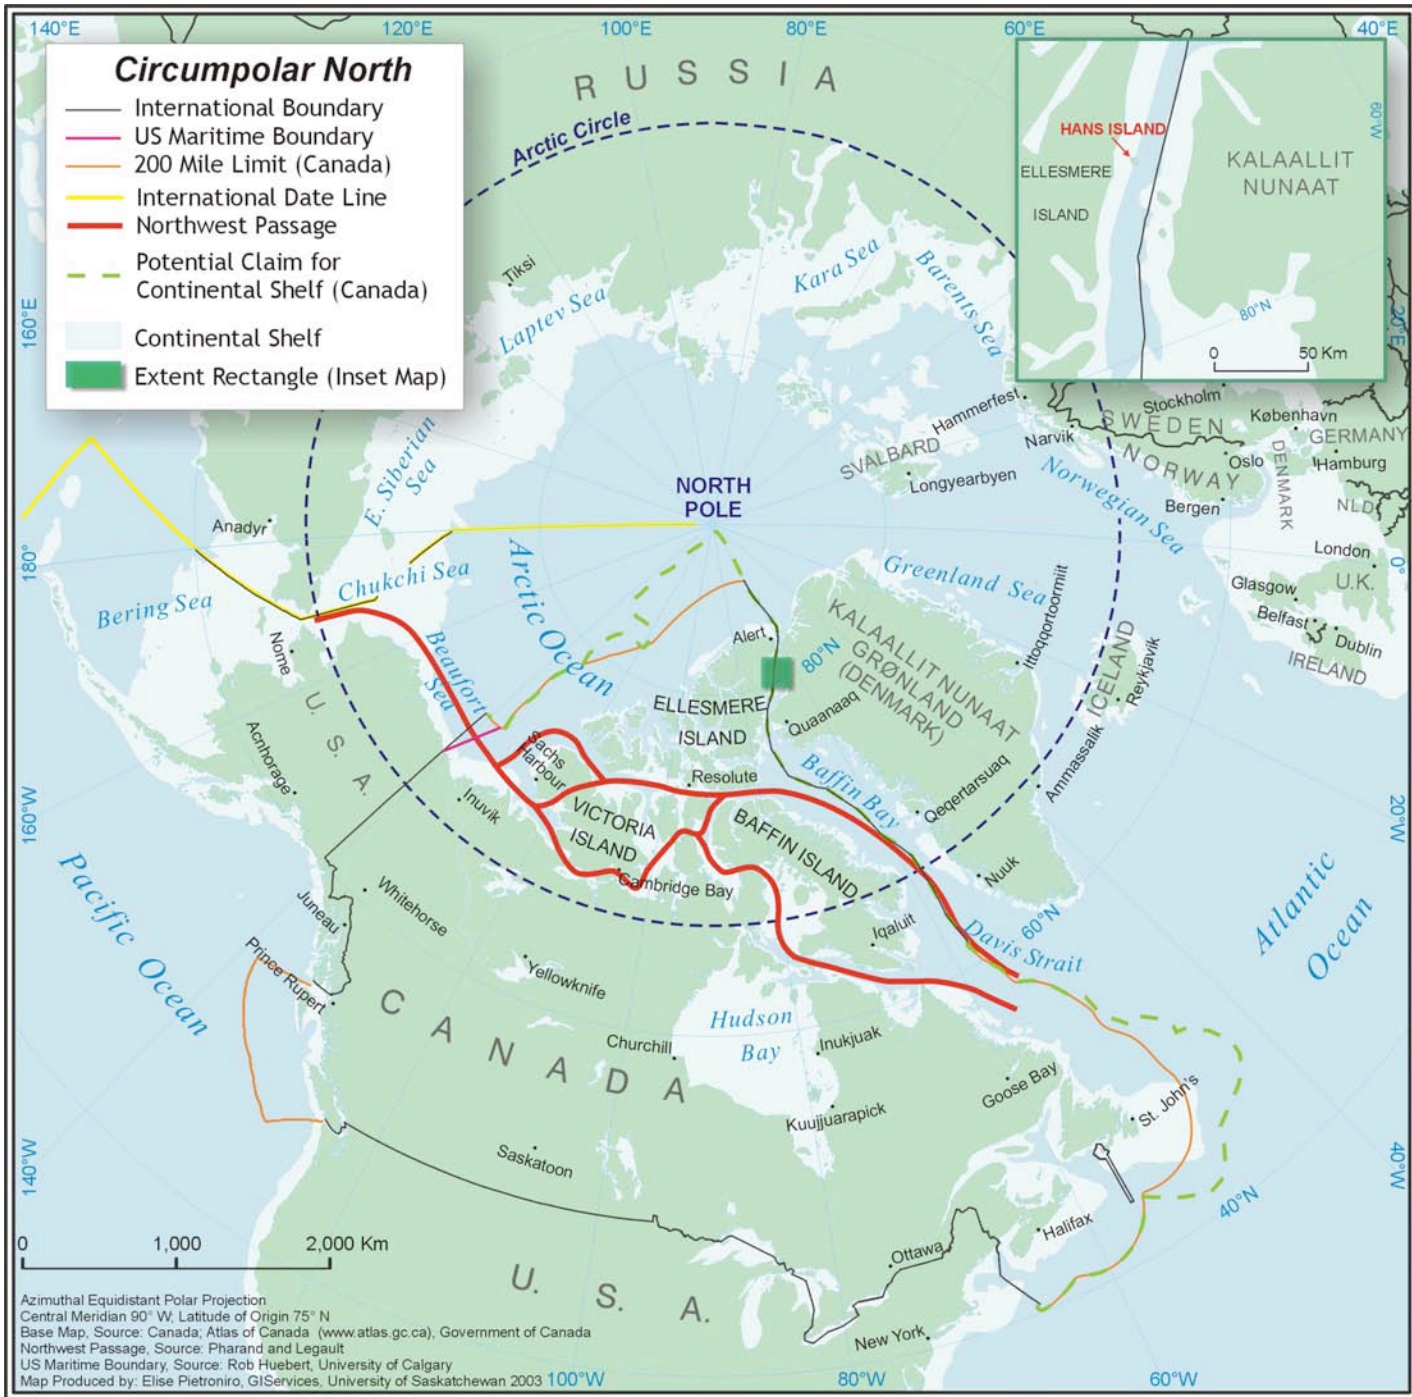 140°E
120°E
100°E
80°E
60°E
40°E
Circumpolar North
International Boundary
US Maritime Boundary
200 Mile Limit (Canada)
International Date Line
Northwest Passage
Potential Claim for
Continental Shelf (Canada)
Continental Shelf
Extent Rectangle (Inset Map)
RUSSIA
Arctic Circle
HANS ISLAND
ELLESMERE
ISLAND
KALAALLIT
NUNAAT
60°W
80°N
0
50 Km
160°E
20°E
Tiksi
Laptev Sea
Kara Sea
Barents Sea
E. Siberian
Sea
Hammerfest
Narvik
SVALBARD
Longyearbyen
Stockholm
SWEDEN
København
GERMANY
NORWAY
Oslo
DENMARK
Hamburg
Bergen
NLD
Norwegian Sea
London
U.K.
Glasgow
Belfast
Dublin
IRELAND
0°
NORTH
POLE
Anadyr
180°
Bering Sea
Chukchi Sea
Arctic Ocean
Greenland Sea
Ittoqqortoormiit
Nome
Beaufort
Sea
Alert
80°N
KALAALLIT NUNAAT
GRØNLAND
(DENMARK)
ICELAND
Reykjavik
U. S. A.
ELLESMERE
ISLAND
Quaanaaq
Ammassalik
Acnhorage
Sachs
Harbour
Resolute
Baffin Bay
Qeqertarsuaq
160°W
20°W
Inuvik
VICTORIA
ISLAND
BAFFIN ISLAND
Cambridge Bay
Nuuk
Pacific Ocean
Whitehorse
Juneau
Iqaluit
60°N
Davis Strait
Atlantic
Ocean
Prince Rupert
Yellowknife
CANADA
Hudson
Bay
Churchill
Inukjuak
Goose Bay
St. John's
Kuujjuarapick
140°W
Saskatoon
40°W
40°N
Halifax
Ottawa
0
1,000
2,000 Km
U. S. A.
New York
Azimuthal Equidistant Polar Projection
Central Meridian 90° W; Latitude of Origin 75° N
Base Map, Source: Canada; Atlas of Canada (www.atlas.gc.ca), Government of Canada
Northwest Passage, Source: Pharand and Legault
US Maritime Boundary, Source: Rob Huebert, University of Calgary
Map Produced by: Elise Pietroniro, GIServices, University of Saskatchewan 2003
100°W
80°W
60°W